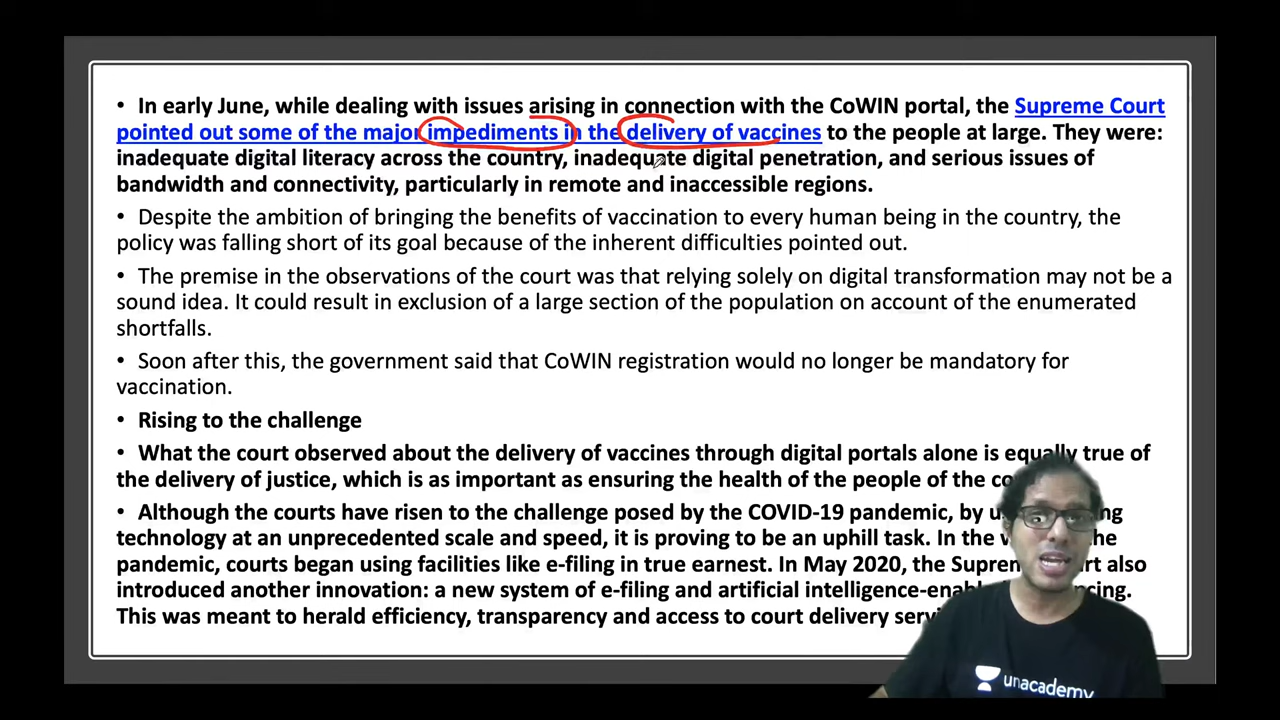 • In early June, while dealing with issues arising in connection with the CoWIN portal, the Supreme Court
pointed out some of the major impediments in the delivery of vaccines to the people at large. They were:
inadequate digital literacy across the country, inadequate digital penetration, and serious issues of
bandwidth and connectivity, particularly in remote and inaccessible regions.
• Despite the ambition of bringing the benefits of vaccination to every human being in the country, the
policy was falling short of its goal because of the inherent difficulties pointed out.
• The premise in the observations of the court was that relying solely on digital transformation may not be a
sound idea. It could result in exclusion of a large section of the population on account of the enumerated
shortfalls.
• Soon after this, the government said that CoWIN registration would no longer be mandatory for
vaccination.
• Rising to the challenge
• What the court observed about the delivery of vaccines through digital portals alone is equally true of
the delivery of justice, which is as important as ensuring the health of the people of the
• Although the courts have risen to the challenge posed by the COVID-19 pandemic, by
technology at an unprecedented scale and speed, it is proving to be an uphill task. In the
pandemic, courts began using facilities like e-filing in true earnest. In May 2020, the also
introduced another innovation: a new system of e-filing and artificial
This was meant to herald efficiency, transparency and access to court delivery
unacademy